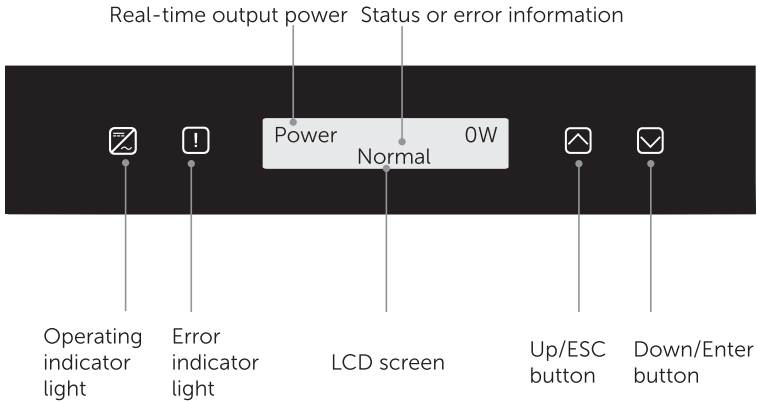 Real-time output power Status or error information
!
Power 0W
Normal
Operating
indicator
light
Error
indicator
light
LCD screen
Up/ESC
button
Down/Enter
button